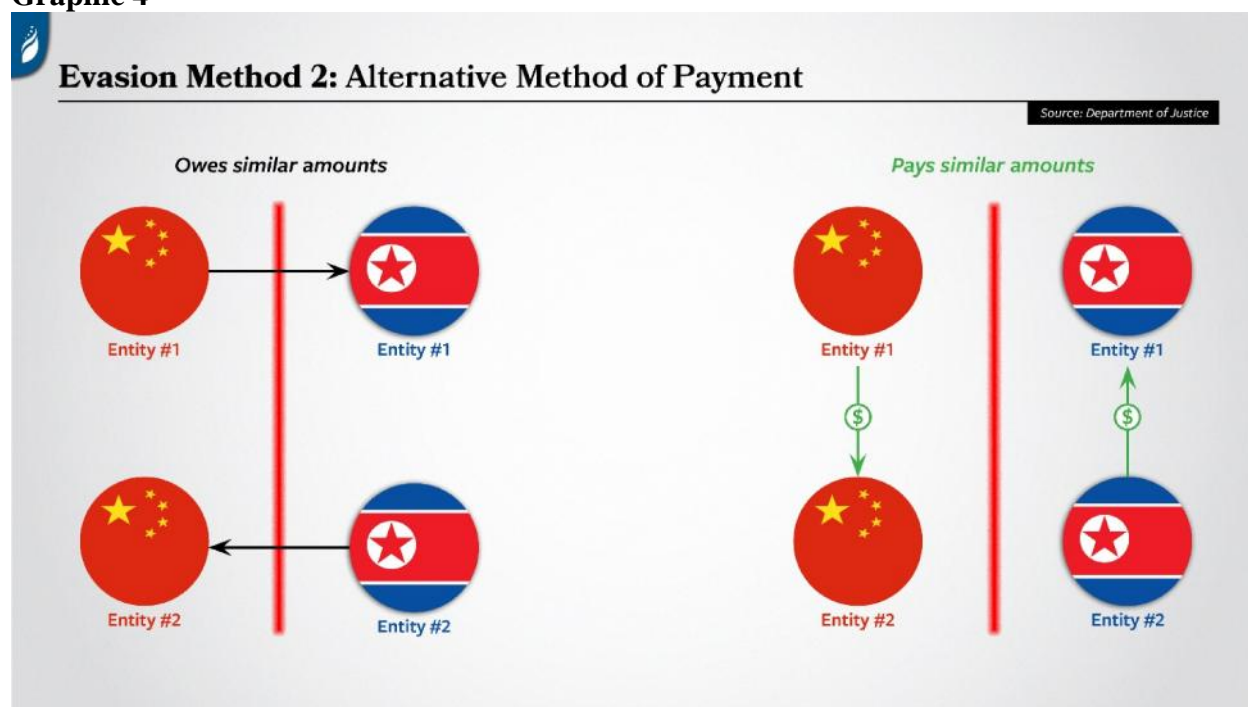 Graphic 4
Evasion Method 2: Alternative Method of Payment
Source: Department of Justice
Owes similar amounts
Pays similar amounts
Entity #1
Entity #1
Entity #1
Entity #1
$
$
Entity #2
Entity #2
Entity #2
Entity #2